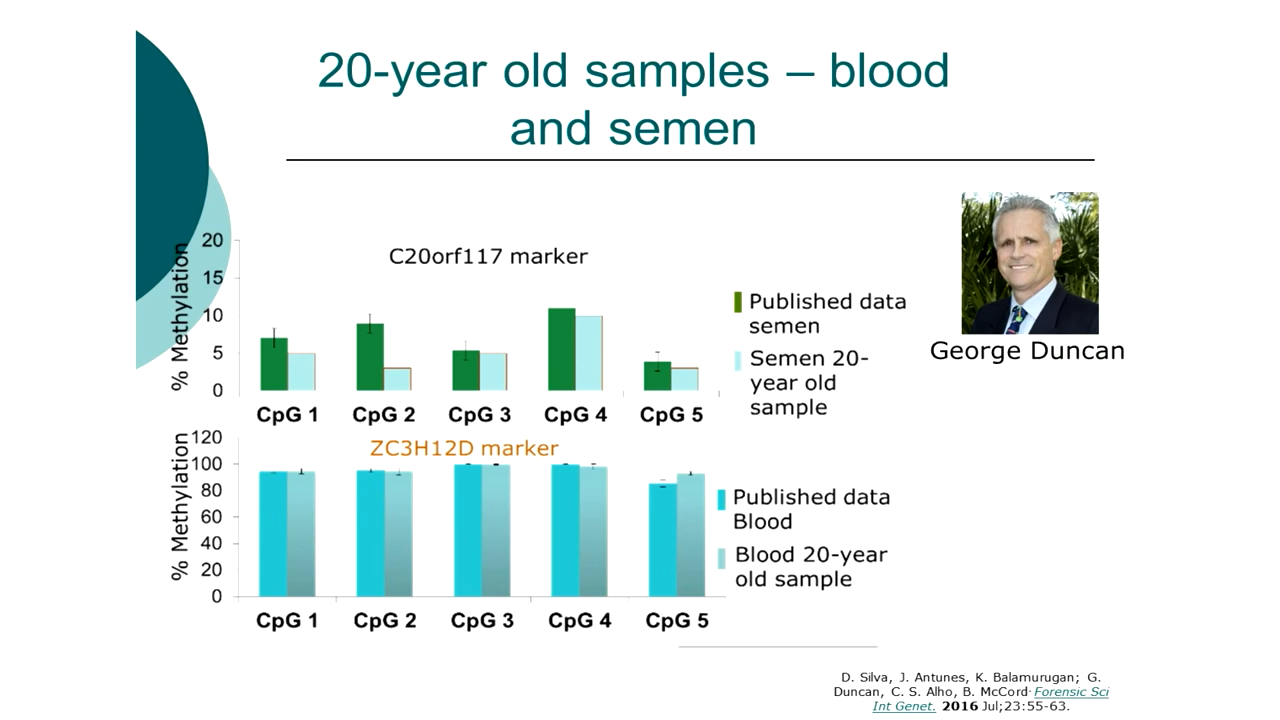 20-year old samples – blood
and semen
% Methylation
20
15
10
5
0
C20orf117 marker
CpG 1
CpG 2
CpG 3
CpG 4
CpG 5
Published data
semen
Semen 20-
year old
sample
George Duncan
% Methylation
120
100
80
60
40
20
0
ZC3H12D marker
CpG 1
CpG 2
CpG 3
CpG 4
CpG 5
Published data
Blood
Blood 20-year
old sample
D. Silva, J. Antunes, K. Balamurugan; G.
Duncan, C. S. Alho, B. McCord· Forensic Sci
Int Genet. 2016 Jul;23:55-63.